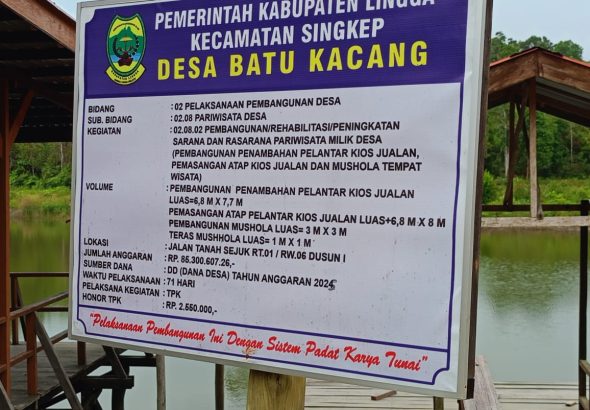 PEMERINTAH KABUPATEN LINGGA
KECAMATAN SINGKEP
DESA BATU KACANG
BIDANG : 02 PELAKSANAAN PEMBANGUNAN DESA
SUB. BIDANG : 02.08 PARIWISATA DESA
KEGIATAN : 02.08.02 PEMBANGUNAN/REHABILITASI/PENINGKATAN
SARANA DAN RASARANA PARIWISATA MILIK DESA
(PEMBANGUNAN PENAMBAHAN PELANTAR KIOS JUALAN,
PEMASANGAN ATAP KIOS JUALAN DAN MUSHOLA TEMPAT
WISATA)
VOLUME : PEMBANGUNAN PENAMBAHAN PELANTAR KIOS JUALAN
LUAS=6,8 M X 7,7 M
PEMASANGAN ATAP PELANTAR KIOS JUALAN LUAS+6,8 M X 8 M
PEMBANGUNAN MUSHOLA LUAS= 3 M X 3 M
TERAS MUSHHOLA LUAS= 1 M X 1 M
LOKASI : JALAN TANAH SEJUK RT.01 / RW.06 DUSUN I
JUMLAH ANGGARAN : RP. 85.300.607.26,-
SUMBER DANA : DD (DANA DESA) TAHUN ANGGARAN 2024
WAKTU PELAKSANAAN : 71 HARI
PELAKSANA KEGIATAN : TPK
HONOR TPK : RP. 2.550.000,-
"Pelaksanaan Pembangunan Ini Dengan Sistem Padat Karya Tunai"